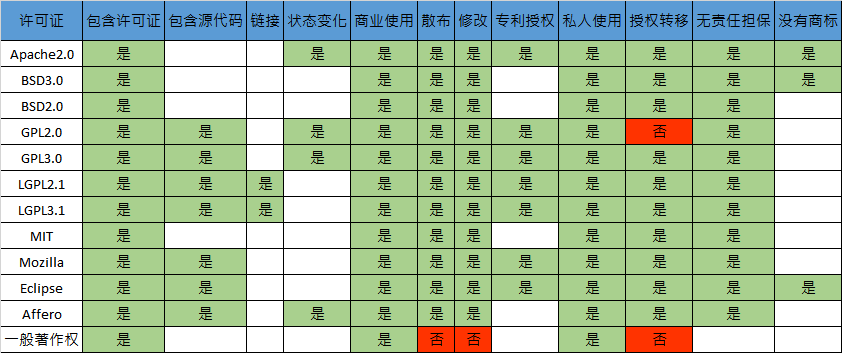 许可证 包含许可证 包含源代码 链接 状态变化 商业使用 散布 修改 专利授权 私人使用 授权转移 无责任担保 没有商标
Apache2.0 是 是 是 是 是 是 是 是 是 是
BSD3.0 是 是 是 是 是 是 是 是
BSD2.0 是 是 是 是 是 是 是
GPL2.0 是 是 是 是 是 是 是 是 否 是
GPL3.0 是 是 是 是 是 是 是 是 是 是
LGPL2.1 是 是 是 是 是 是 是 是 是 是
LGPL3.1 是 是 是 是 是 是 是 是 是 是
MIT 是 是 是 是 是 是 是
Mozilla 是 是 是 是 是 是 是 是 是
Eclipse 是 是 是 是 是 是 是 是 是 是
Affero 是 是 是 是 是 是 是 是 是
一般著作权 是 是 否 否 是 否